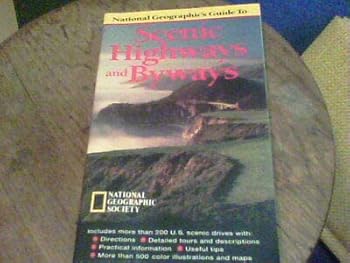 National Geographic's Guide To
Scenic
Highways
and Byways
NATIONAL
GEOGRAPHIC
SOCIETY
Includes more than 200 U.S. scenic drives with:
Directions Detailed tours and descriptions
Practical information Useful tips
More than 500 color illustrations and maps